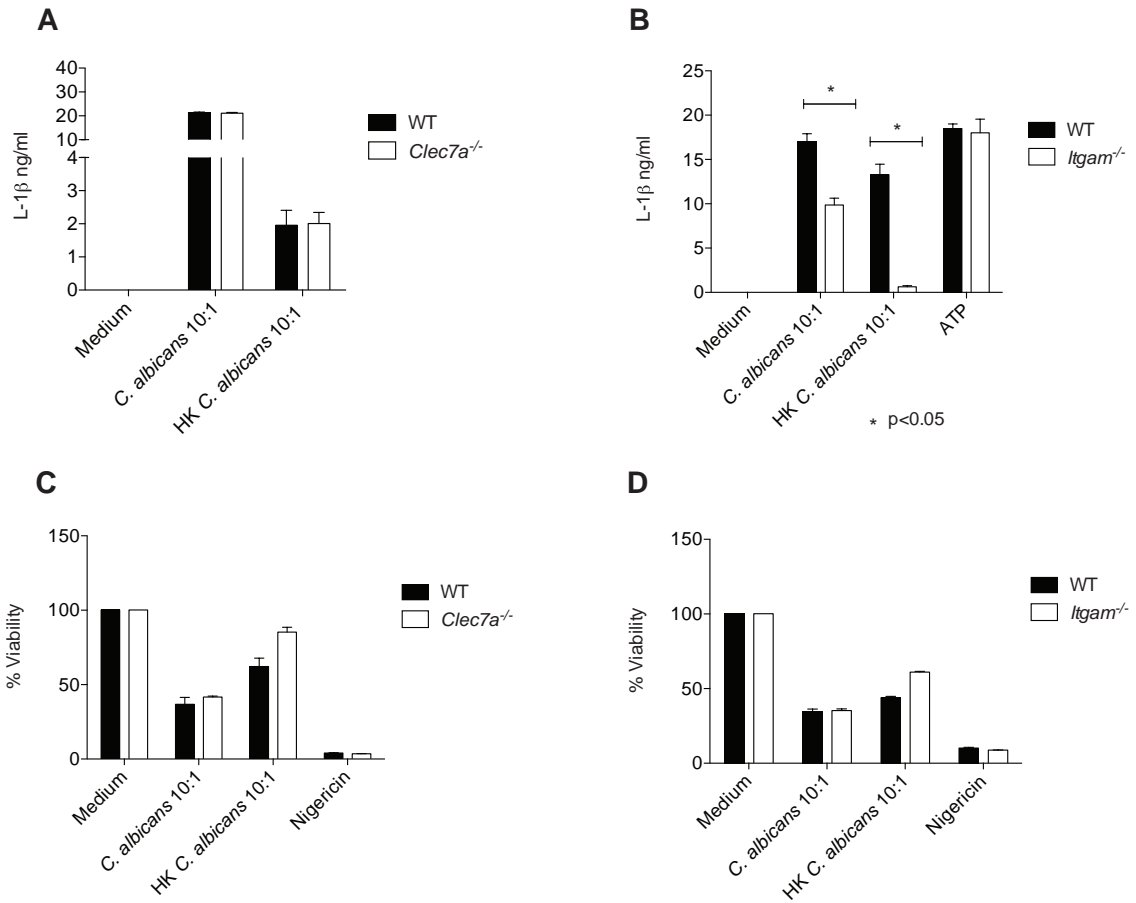 A
L-1β ng/ml
40
30
20
10
4
3
2
1
0
Medium
C. albicans 10:1
HK C. albicans 10:1
WT
Clec7a-/-
B
L-1β ng/ml
25
20
15
10
5
0
*
*
Medium
C. albicans 10:1
HK C. albicans 10:1
ATP
WT
Itgam-/-
* p<0.05
C
% Viability
150
100
50
0
Medium
C. albicans 10:1
HK C. albicans 10:1
Nigericin
WT
Clec7a-/-
D
% Viability
150
100
50
0
Medium
C. albicans 10:1
HK C. albicans 10:1
Nigericin
WT
Itgam-/-